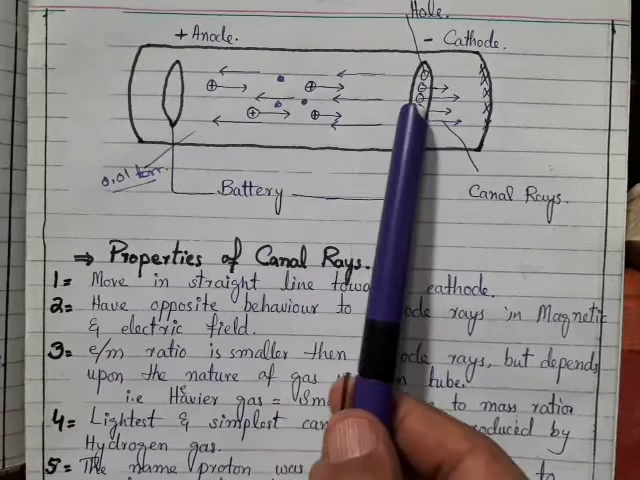 Hole.
+ Anode.
- Cathode.
0.01 torr.
Battery
Canal Rays.
⇒ Properties of Canal Rays.
1= Move in straight line cathode.
2= Have opposite behaviour to rays in Magnetic
& electric field.
3= e/m ratio is smaller then rays, but depends
upon the nature of gas tube.
i.e Havier gas = to mass ratio
4= Lightest & simplest by
Hydrogen gas.
5= The name proton was to